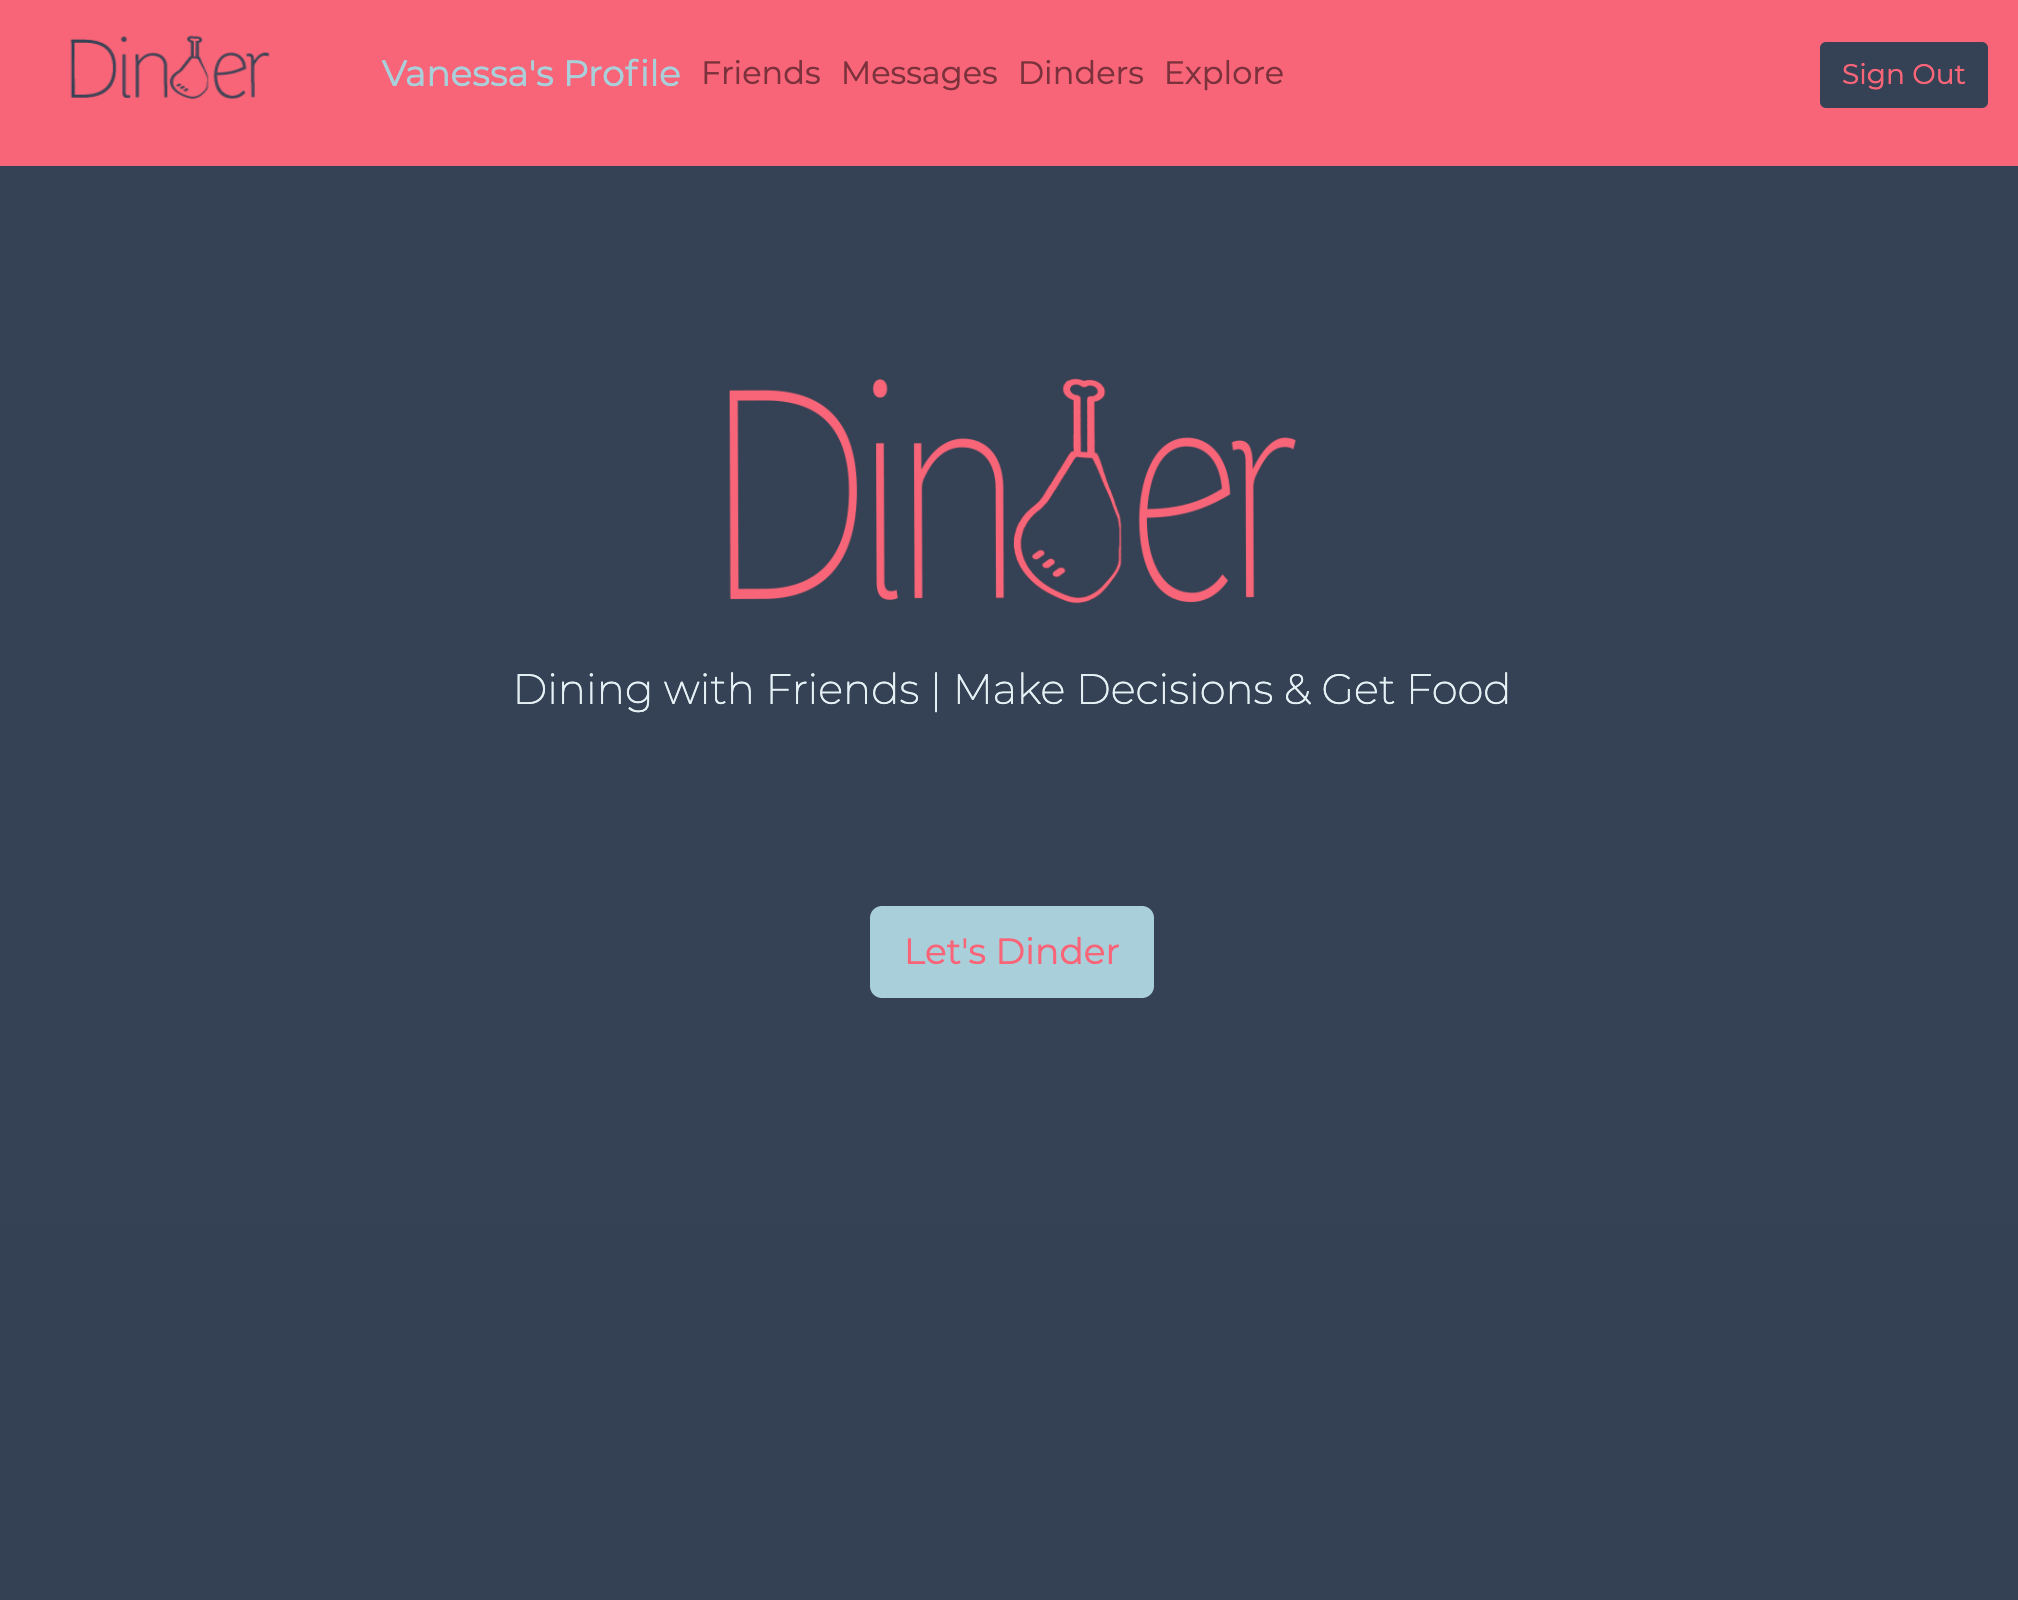 Dinder
Vanessa's Profile Friends Messages Dinders Explore
Sign Out
Dinder
Dining with Friends | Make Decisions & Get Food
Let's Dinder